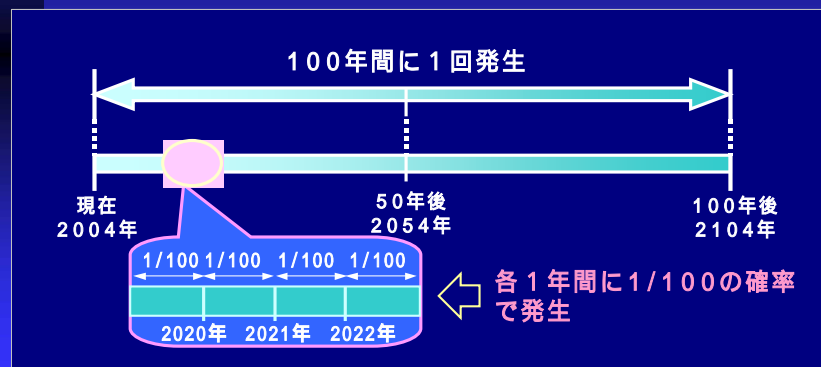 100年間に1回発生
現在
2004年
50年後
2054年
100年後
2104年
1/100 1/100 1/100 1/100
2020年 2021年 2022年
各1年間に1/100の確率
で発生